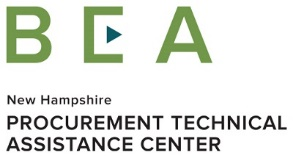 BEA
New Hampshire
PROCUREMENT TECHNICAL
ASSISTANCE CENTER